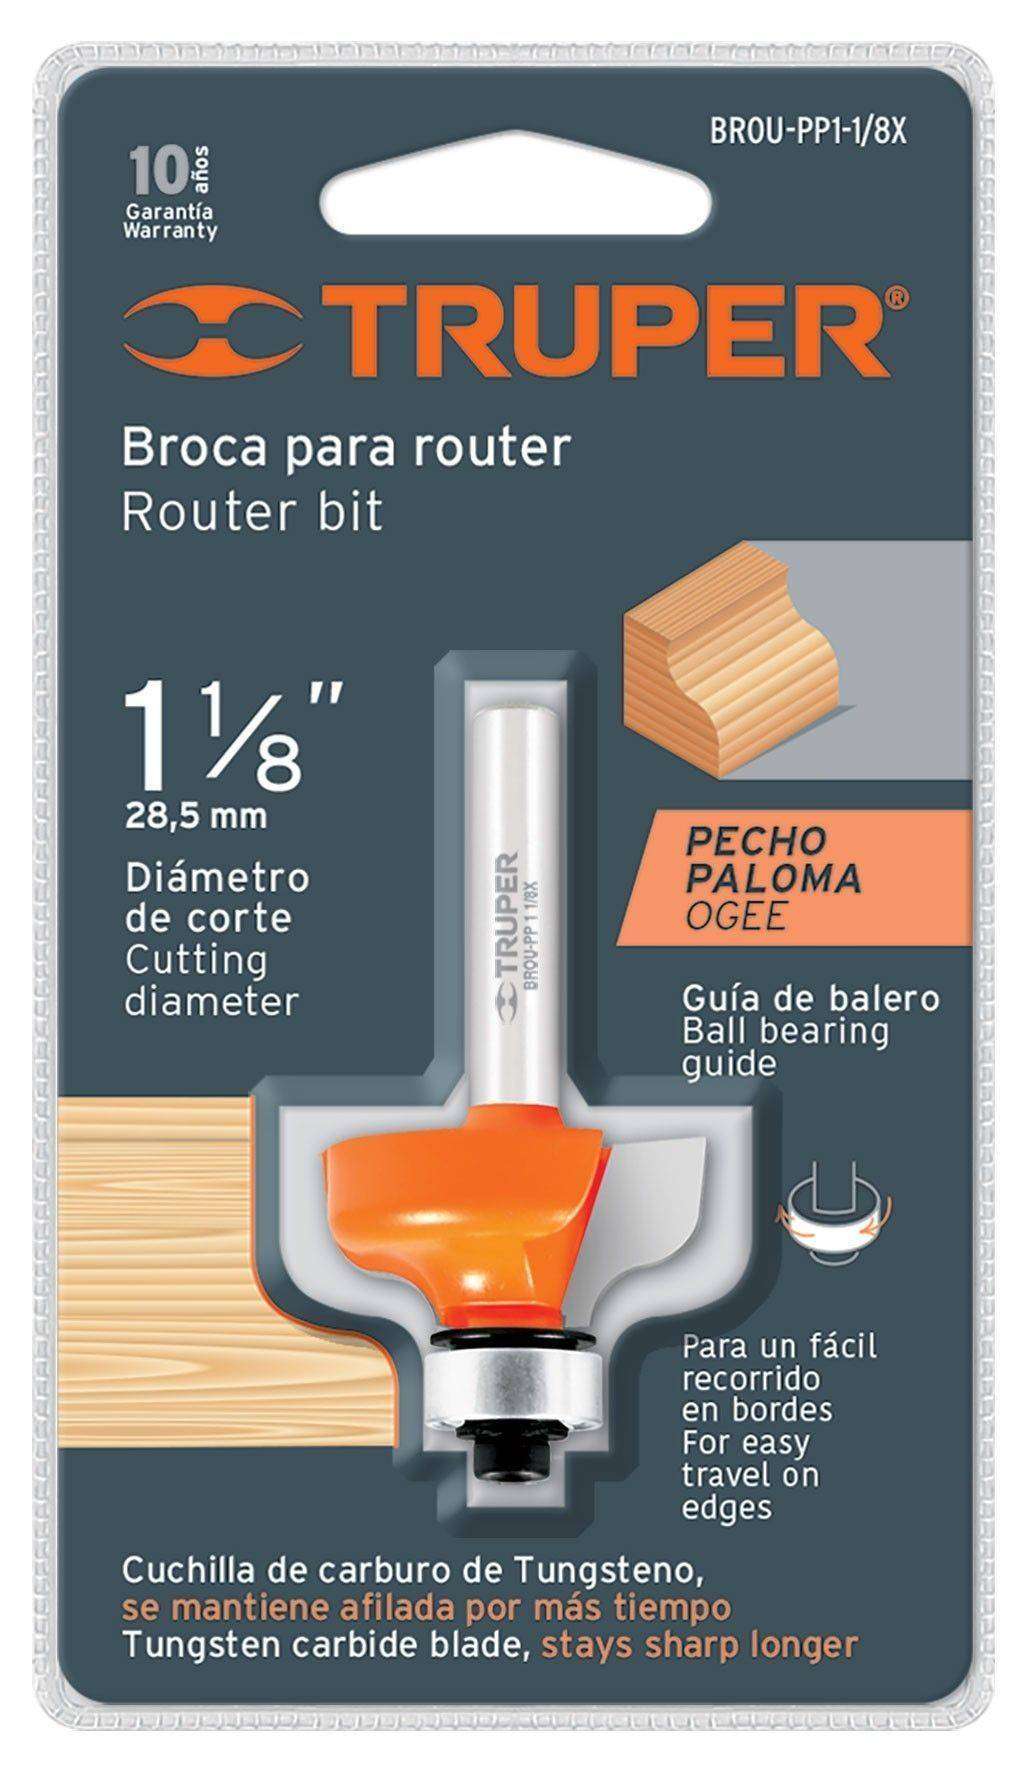 BROU-PP1-1/8X
10 años
Garantía
Warranty
TRUPER®
Broca para router
Router bit
1 1/8"
28,5 mm
Diámetro
de corte
Cutting
diameter
PECHO
PALOMA
OGEE
Guía de balero
Ball bearing
guide
TRUPER
BROU-PP 1 1/8X
Para un fácil
recorrido
en bordes
For easy
travel on
edges
Cuchilla de carburo de Tungsteno,
se mantiene afilada por más tiempo
Tungsten carbide blade, stays sharp longer